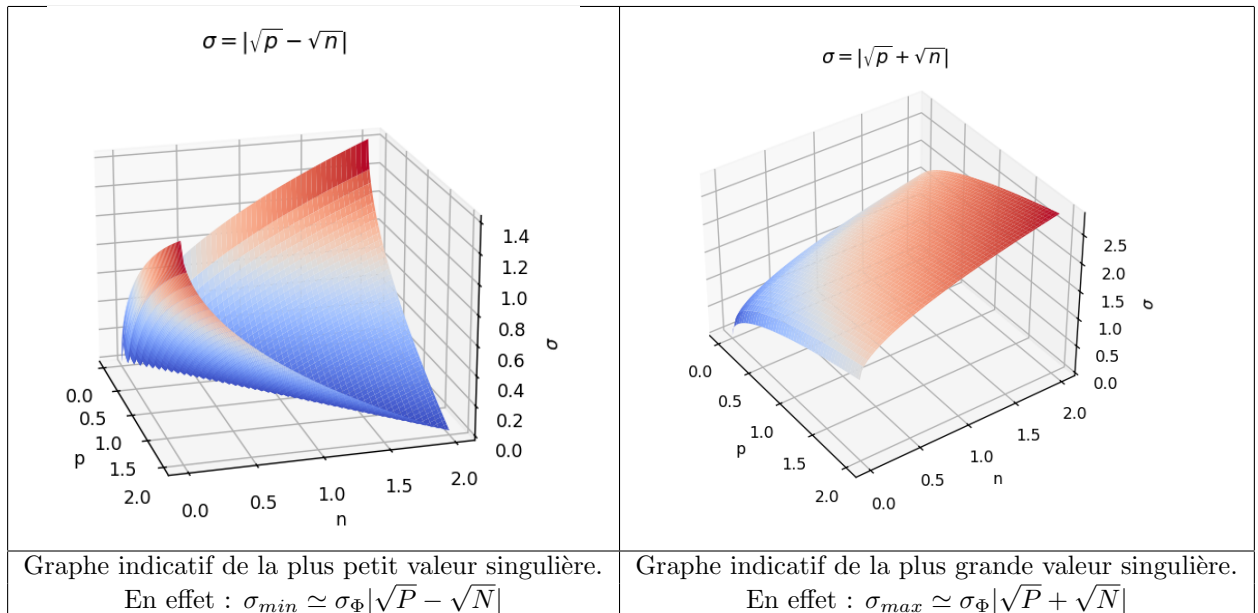 σ = |√p − √n|
1.4
1.2
1.0
0.8
0.6
0.4
0.2
0.0
σ
0.0
0.5
1.0
1.5
2.0
p
0.0
0.5
1.0
1.5
2.0
n
Graphe indicatif de la plus petit valeur singulière.
En effet : σ_min ≃ σ_Φ|√P − √N|
σ = |√p + √n|
2.5
2.0
1.5
1.0
0.5
0.0
σ
0.0
0.5
1.0
1.5
2.0
p
0.0
0.5
1.0
1.5
2.0
n
Graphe indicatif de la plus grande valeur singulière.
En effet : σ_max ≃ σ_Φ|√P + √N|